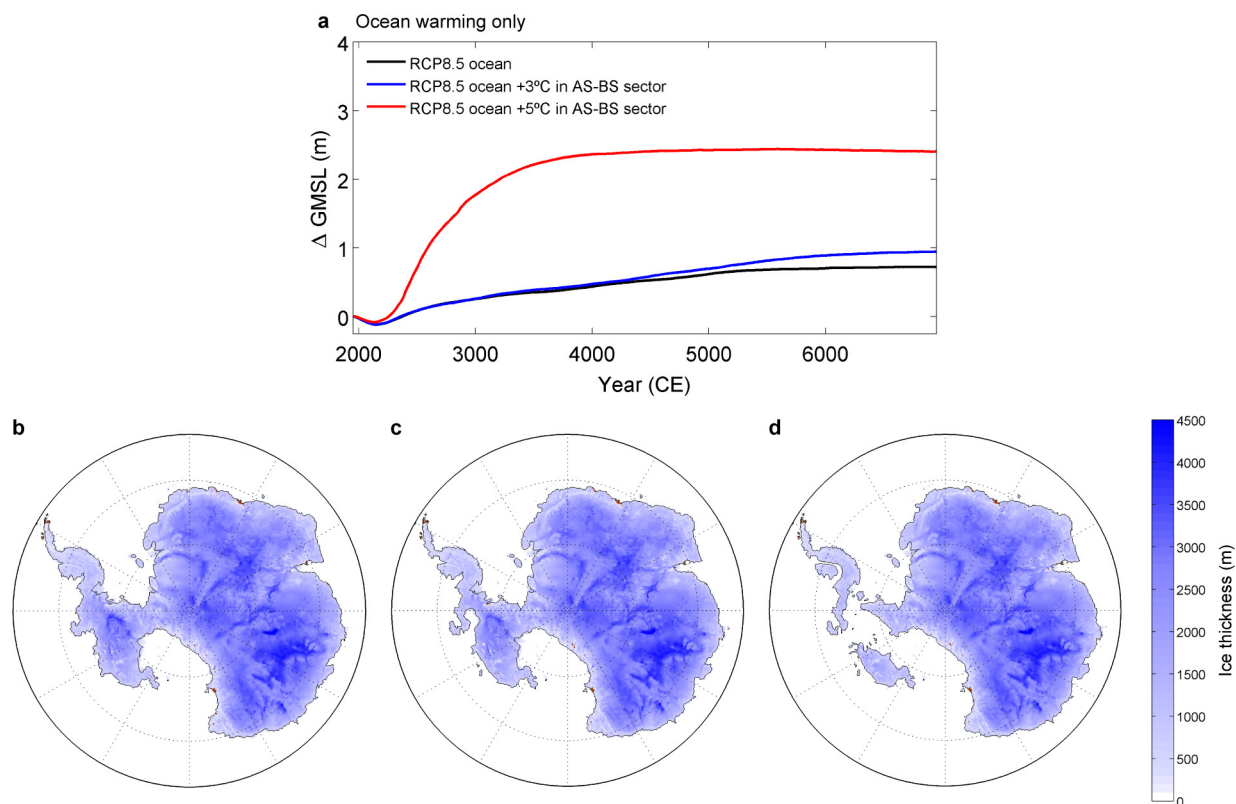 a Ocean warming only
4
3
2
1
0
Δ GMSL (m)
RCP8.5 ocean
RCP8.5 ocean +3ºC in AS-BS sector
RCP8.5 ocean +5ºC in AS-BS sector
2000 3000 4000 5000 6000
Year (CE)
b c d
4500
4000
3500
3000
2500
2000
1500
1000
500
0
Ice thickness (m)